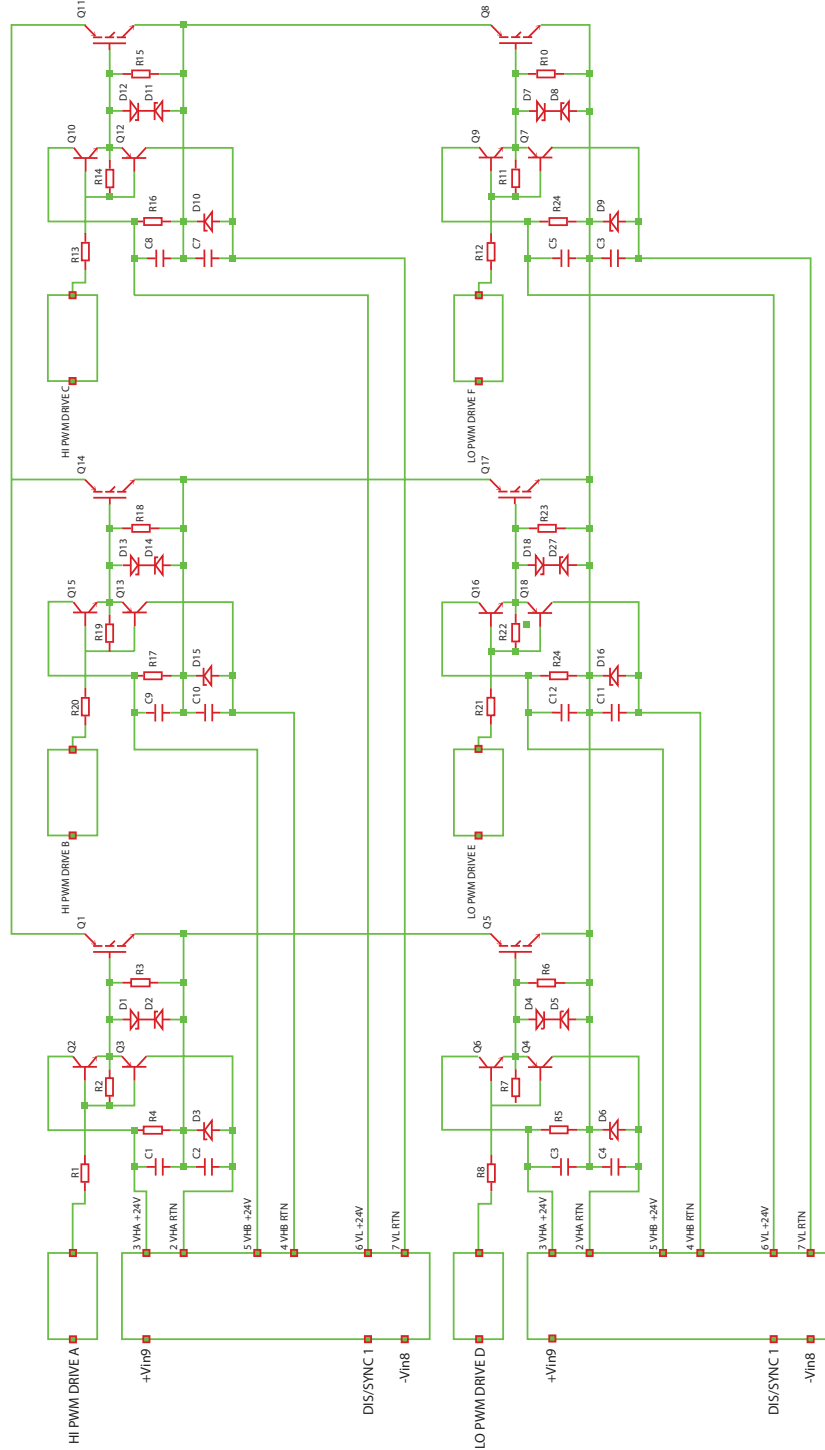 Q11
Q8
R15
R10
D12
D11
D7
D8
Q10
Q12
Q9
Q7
R14
R11
R16
D10
R24
D9
R13
C8
C7
R12
C5
C3
HI PWM DRIVE C
LO PWM DRIVE F
Q14
Q17
R18
R23
D13
D14
D18
D27
Q15
Q13
Q16
Q18
R19
R22
R17
D15
R24
D16
R20
C9
C10
R21
C12
C11
HI PWM DRIVE B
LO PWM DRIVE E
Q1
Q5
R3
R6
D1
D2
D4
D5
Q2
Q3
Q6
Q4
R2
R7
R4
D3
R5
D6
R1
C1
C2
R8
C3
C4
3 VHA +24V
2 VHA RTN
5 VHB +24V
4 VHB RTN
6 VL +24V
7 VL RTN
3 VHA +24V
2 VHA RTN
5 VHB +24V
4 VHB RTN
6 VL +24V
7 VL RTN
HI PWM DRIVE A
+Vin9
DIS/SYNC 1
-Vin8
LO PWM DRIVE D
+Vin9
DIS/SYNC 1
-Vin8